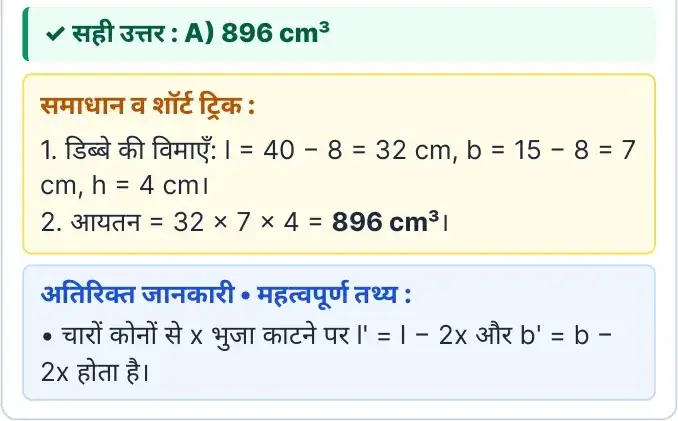 ✓ सही उत्तर : A) 896 cm³
समाधान व शॉर्ट ट्रिक :
1. डिब्बे की विमाएँ: l = 40 − 8 = 32 cm, b = 15 − 8 = 7
cm, h = 4 cm।
2. आयतन = 32 × 7 × 4 = 896 cm³।
अतिरिक्त जानकारी • महत्वपूर्ण तथ्य :
• चारों कोनों से x भुजा काटने पर l' = l − 2x और b' = b −
2x होता है।